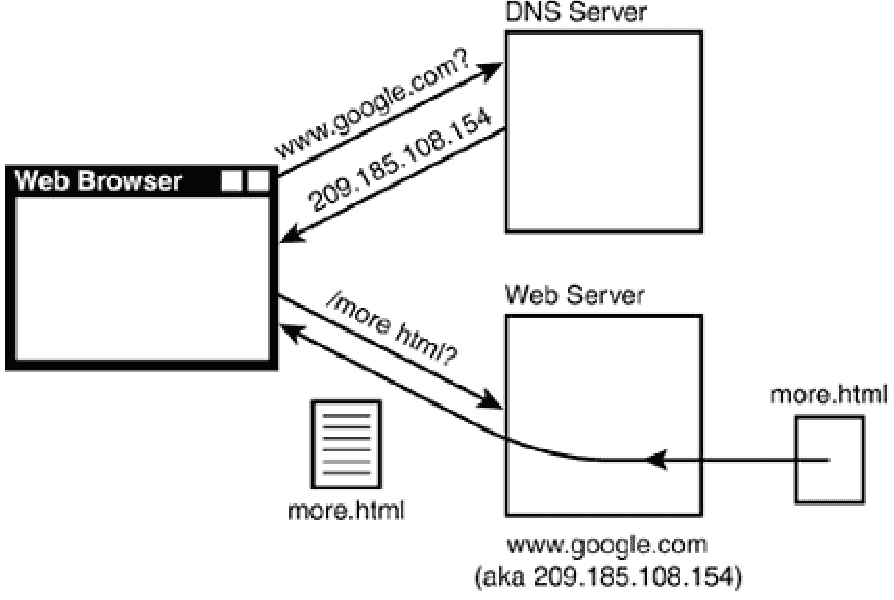 DNS Server
www.google.com?
209.185.108.154
Web Browser
Web Server
/more html?
more.html
more.html
www.google.com
(aka 209.185.108.154)